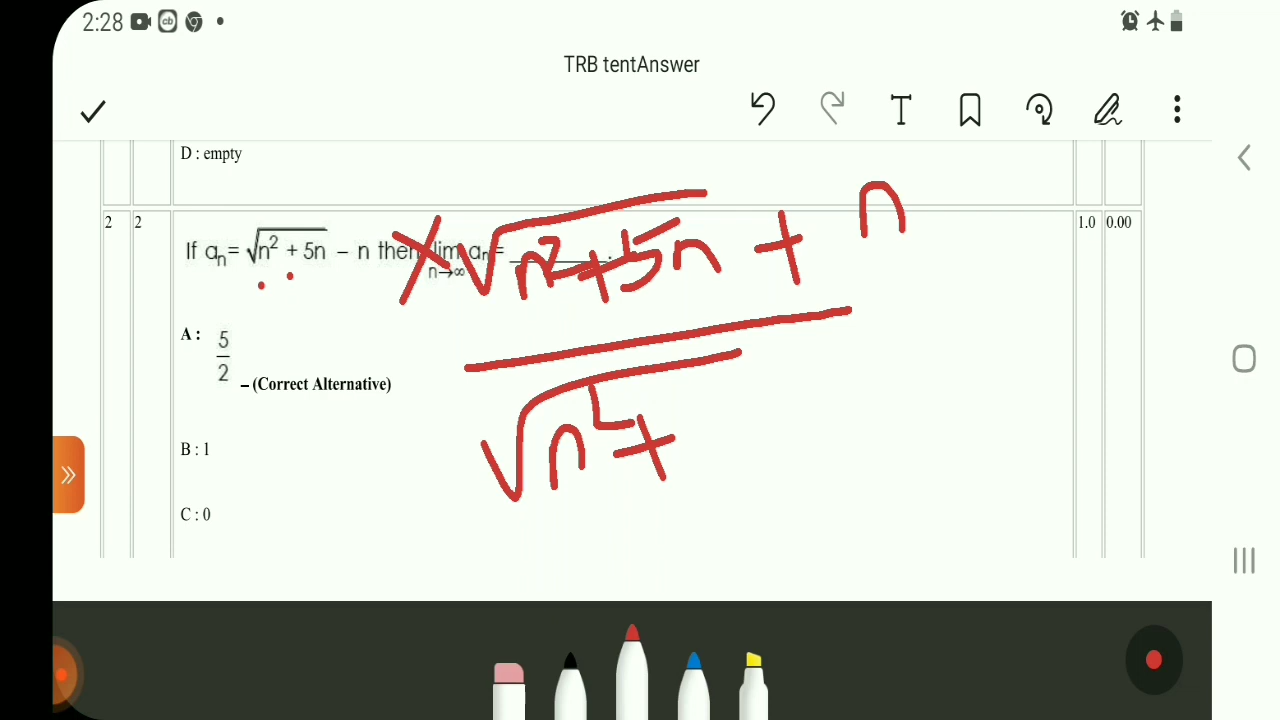 2:28
TRB tentAnswer
T
D : empty
2 2 1.0 0.00
If aₙ = √(n² + 5n) – n then lim n→∞ aₙ = ________.
× √(n² + 5n) + n
√(n² +
A : 5/2 – (Correct Alternative)
B : 1
C : 0